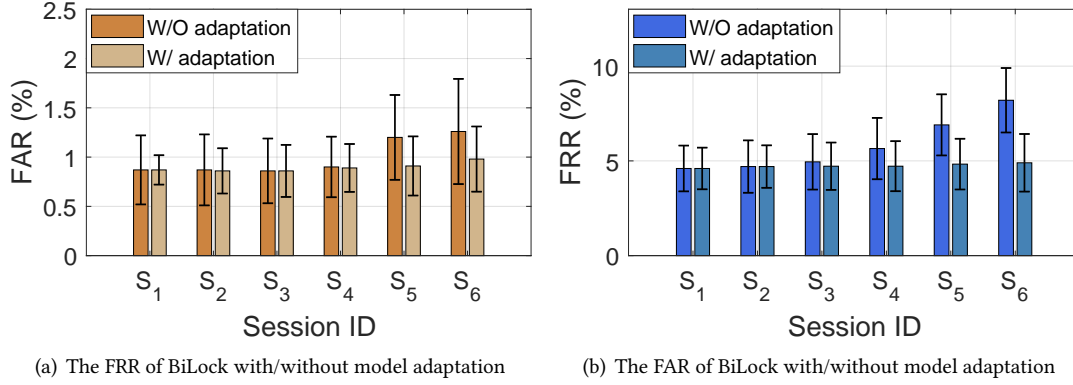 2.5
2
1.5
1
0.5
0
FAR (%)
W/O adaptation
W/ adaptation
S1 S2 S3 S4 S5 S6
Session ID
(a) The FRR of BiLock with/without model adaptation
10
5
0
FRR (%)
W/O adaptation
W/ adaptation
S1 S2 S3 S4 S5 S6
Session ID
(b) The FAR of BiLock with/without model adaptation